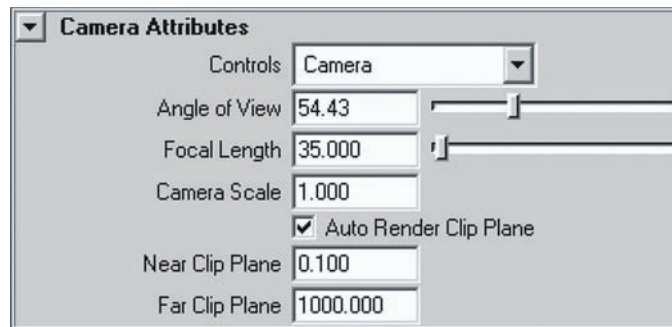 Camera Attributes
Controls Camera
Angle of View 54.43
Focal Length 35.000
Camera Scale 1.000
Auto Render Clip Plane
Near Clip Plane 0.100
Far Clip Plane 1000.000